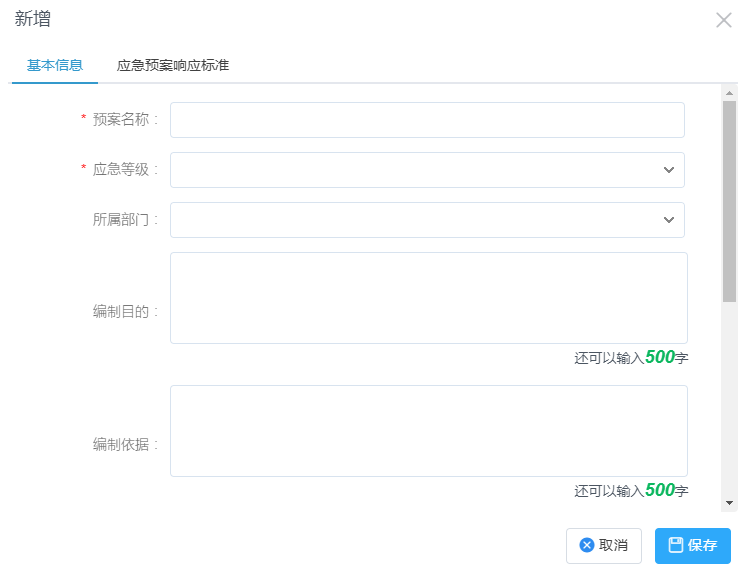 新增
基本信息 应急预案响应标准
* 预案名称：
* 应急等级：
所属部门：
编制目的：
还可以输入500字
编制依据：
还可以输入500字
取消 保存